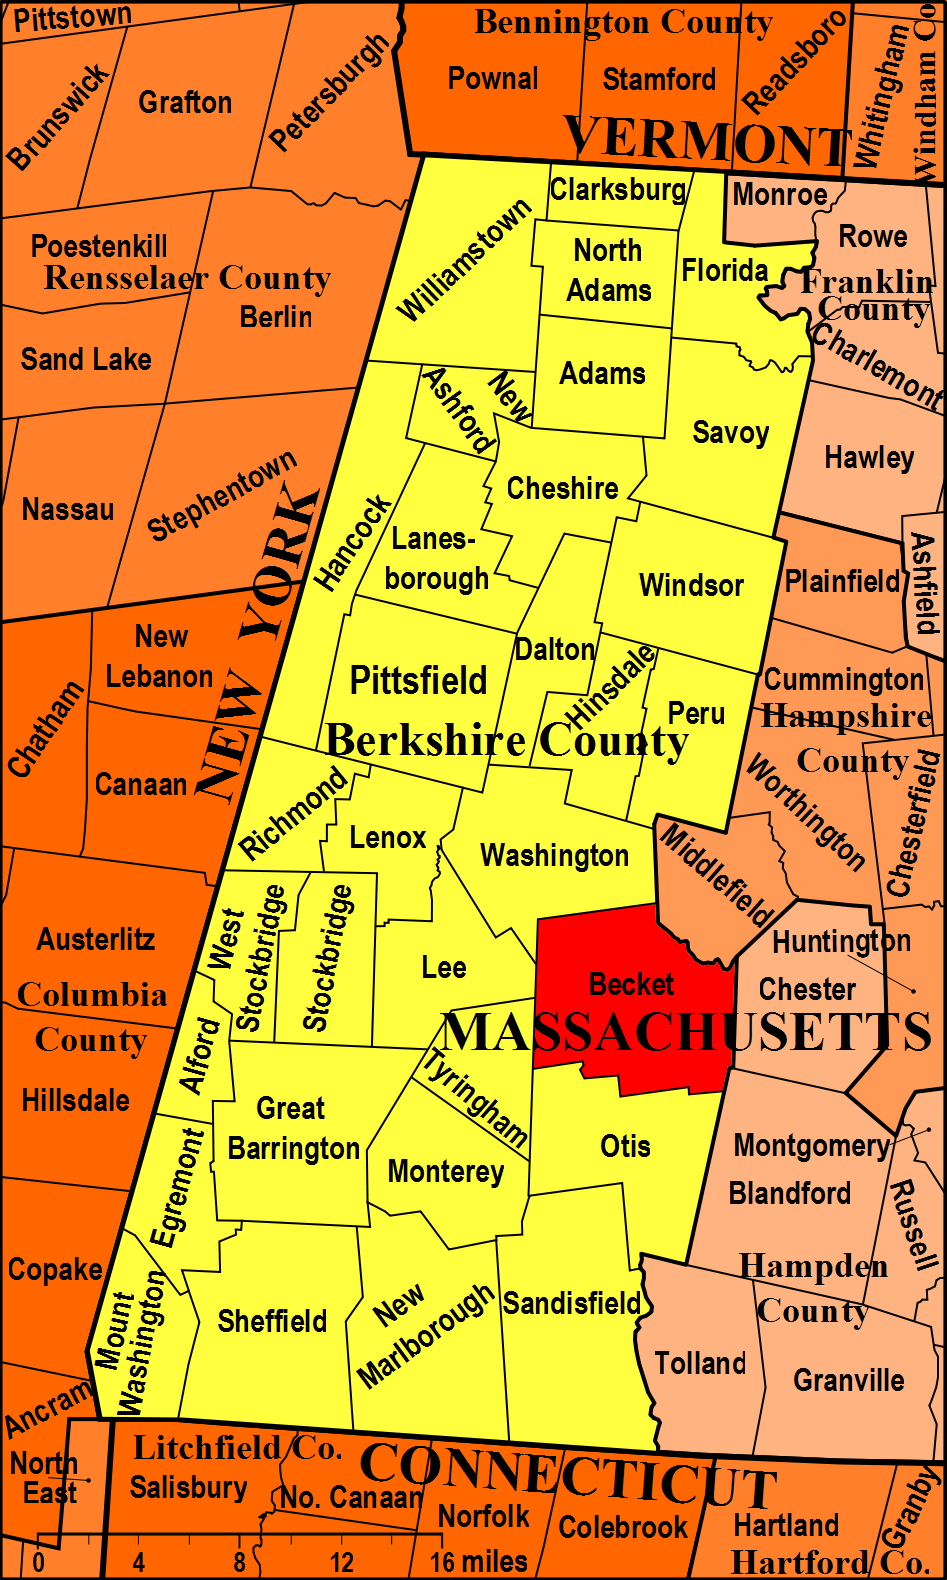 Pittstown
Bennington County
Brunswick
Grafton
Petersburgh
Pownal
Stamford
Readsboro
Whitingham
Windham Co
VERMONT
Clarksburg
Monroe
Williamstown
North
Adams
Florida
Rowe
Poestenkill
Rensselaer County
Berlin
Franklin
County
Sand Lake
Adams
Charlemont
New
Ashford
Savoy
Hawley
Cheshire
Nassau
Stephentown
Hancock
Lanes-
borough
Windsor
Plainfield
Ashfield
NEW YORK
New
Lebanon
Dalton
Hinsdale
Pittsfield
Peru
Cummington
Hampshire
County
Berkshire County
Chatham
Canaan
Richmond
Lenox
Washington
Middlefield
Worthington
Chesterfield
Austerlitz
West
Stockbridge
Stockbridge
Lee
Becket
Huntington
Chester
Columbia
County
MASSACHUSETTS
Alford
Tyringham
Hillsdale
Great
Barrington
Monterey
Otis
Montgomery
Blandford
Russell
Egremont
Copake
Hampden
County
Mount
Washington
Sheffield
New
Marlborough
Sandisfield
Tolland
Granville
Ancram
North
East
Litchfield Co.
CONNECTICUT
Salisbury
No. Canaan
Norfolk
Colebrook
Hartland
Granby
Hartford Co.
0 4 8 12 16 miles